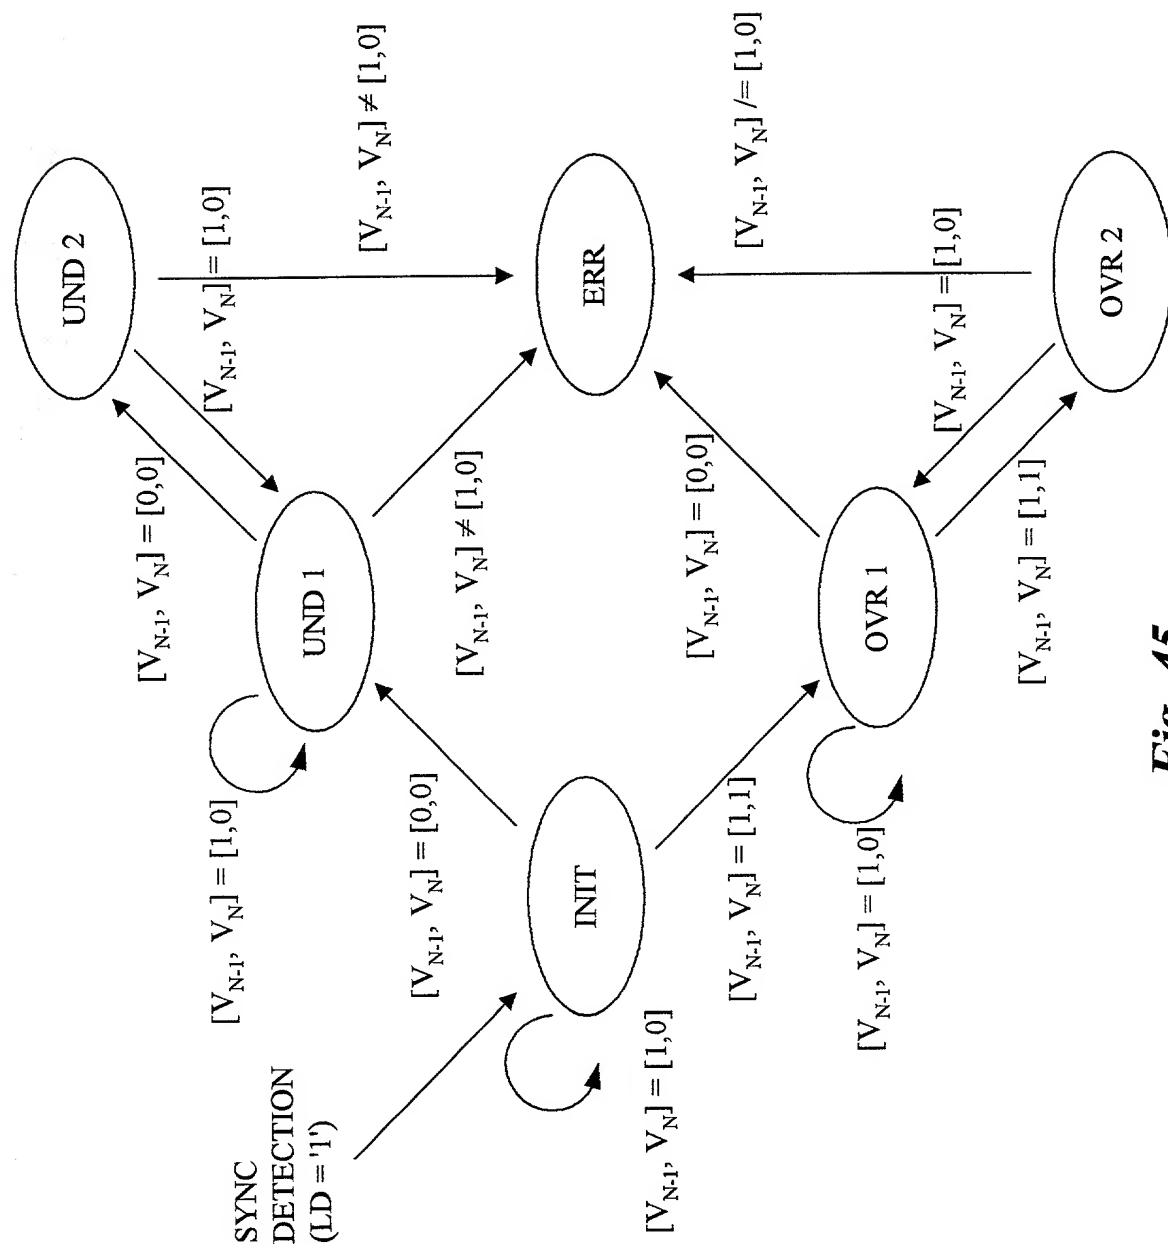 SYNC
DETECTION
(LD = '1')
[V_{N-1}, V_N] = [1,0]
INIT
[V_{N-1}, V_N] = [0,0]
[V_{N-1}, V_N] = [1,1]
[V_{N-1}, V_N] = [1,0]
UND 1
[V_{N-1}, V_N] = [0,0]
[V_{N-1}, V_N] ≠ [1,0]
[V_{N-1}, V_N] = [1,0]
OVR 1
[V_{N-1}, V_N] = [0,0]
[V_{N-1}, V_N] = [1,1]
UND 2
[V_{N-1}, V_N] = [1,0]
[V_{N-1}, V_N] ≠ [1,0]
ERR
[V_{N-1}, V_N] /= [1,0]
[V_{N-1}, V_N] = [1,0]
OVR 2
Fig. 45